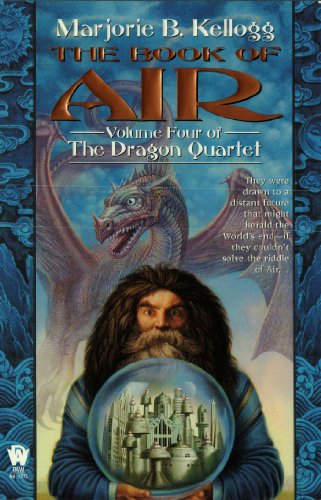 Marjorie B. Kellogg
THE BOOK OF
AIR
Volume Four of
The Dragon Quartet
They were
drawn to a
distant future
that might
herald the
World's end—if
they couldn't
solve the riddle
of Air...
DAW